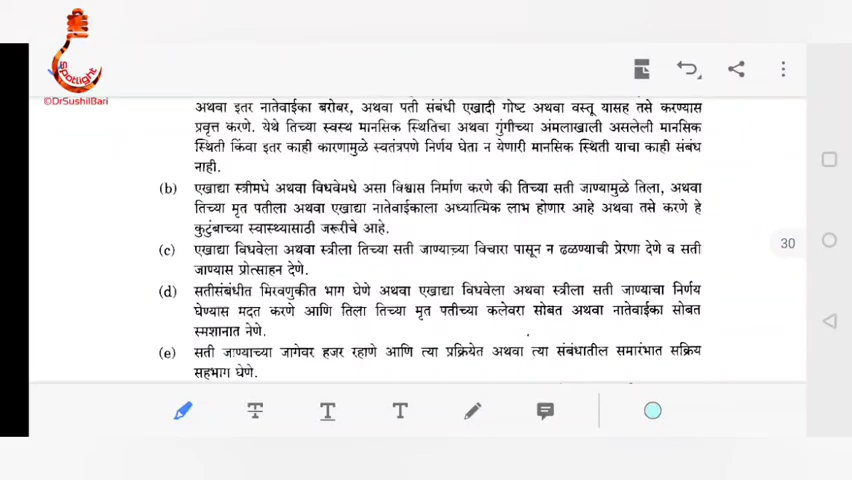 Spotlight
©DrSushilBari
अथवा इतर नातेवाईका बरोबर, अथवा पती संबंधी एखादी गोष्ट अथवा वस्तू यासह तसे करण्यास
प्रवृत्त करणे. येथे तिच्या स्वस्थ मानसिक स्थितिचा अथवा गुंगीच्या अंमलाखाली असलेली मानसिक
स्थिती किंवा इतर काही कारणामुळे स्वतंत्रपणे निर्णय घेता न येणारी मानसिक स्थिती याचा काही संबंध
नाही.
(b) एखाद्या स्त्रीमधे अथवा विधवेमधे असा विश्वास निर्माण करणे की तिच्या सती जाण्यामुळे तिला, अथवा
तिच्या मृत पतीला अथवा एखाद्या नातेवाईकाला अध्यात्मिक लाभ होणार आहे अथवा तसे करणे हे
कुटुंबाच्या स्वास्थ्यासाठी जरूरीचे आहे.
(c) एखाद्या विधवेला अथवा स्त्रीला तिच्या सती जाण्याच्या विचारा पासून न ढळण्याची प्रेरणा देणे व सती
जाण्यास प्रोत्साहन देणे.
30
(d) सतीसंबंधीत मिरवणुकीत भाग घेणे अथवा एखाद्या विधवेला अथवा स्त्रीला सती जाण्याचा निर्णय
घेण्यास मदत करणे आणि तिला तिच्या मृत पतीच्या कलेवरा सोबत अथवा नातेवाईका सोबत
स्मशानात नेणे.
(e) सती जाण्याच्या जागेवर हजर रहाणे आणि त्या प्रक्रियेत अथवा त्या संबंधातील समारंभात सक्रिय
सहभाग घेणे.